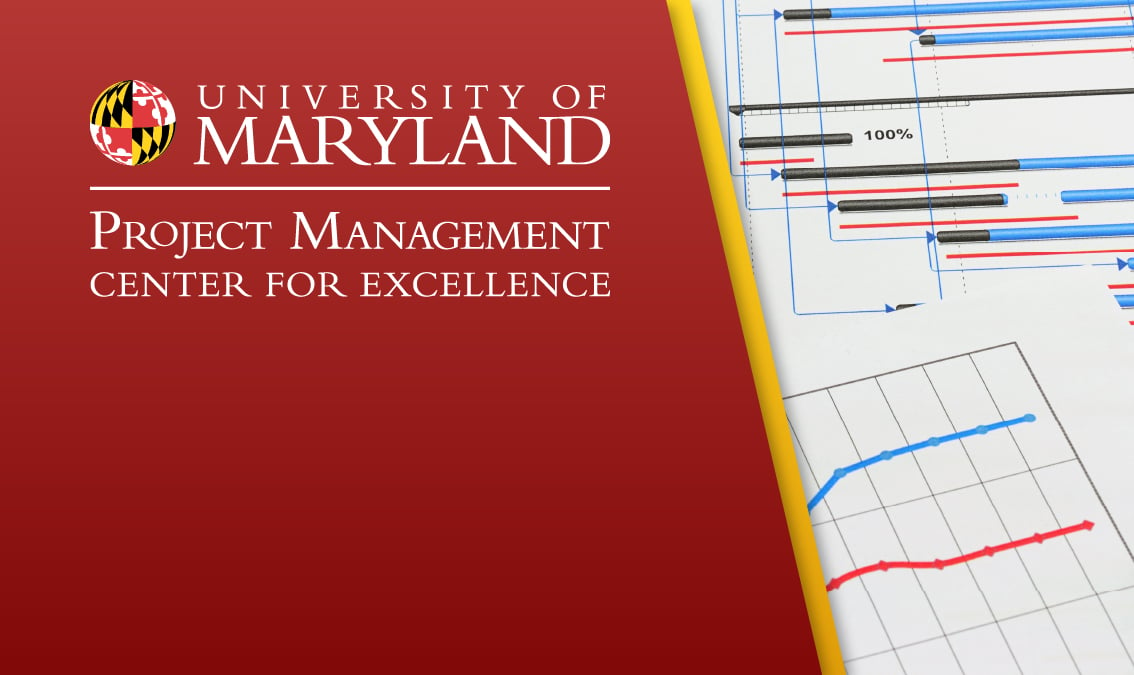 UNIVERSITY OF
MARYLAND
PROJECT MANAGEMENT
CENTER FOR EXCELLENCE
100%